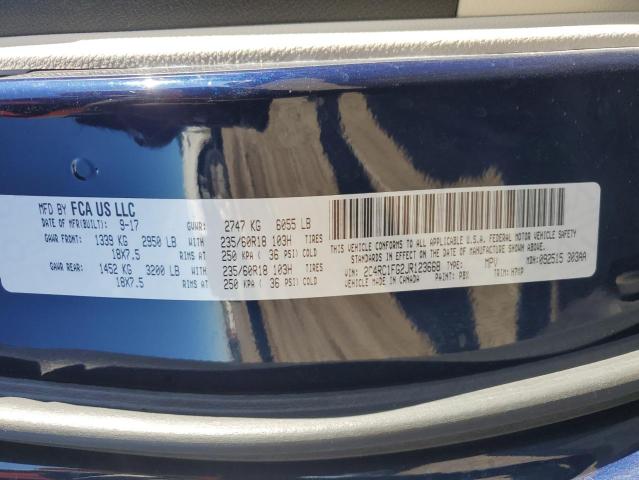 MFD BY FCA US LLC
DATE OF MFR(BUILT): 9-17 GVWR: 2747 KG 6055 LB
GAWR FRONT: 1339 KG 2950 LB 235/60R18 103H TIRES
18X7.5 RIMS AT 250 KPA ( 36 PSI) COLD
GAWR REAR: 1452 KG 3200 LB 235/60R18 103H TIRES
18X7.5 RIMS AT 250 KPA ( 36 PSI) COLD
THIS VEHICLE CONFORMS TO ALL APPLICABLE U.S.A. FEDERAL MOTOR VEHICLE SAFETY
STANDARDS IN EFFECT ON THE DATE OF MANUFACTURE SHOWN ABOVE.
VIN: 2C4RC1FG2JR123668 TYPE: MPV MDH: 092515 303AA
VEHICLE MADE IN CANADA PAINT: PBX TRIM: H7XP